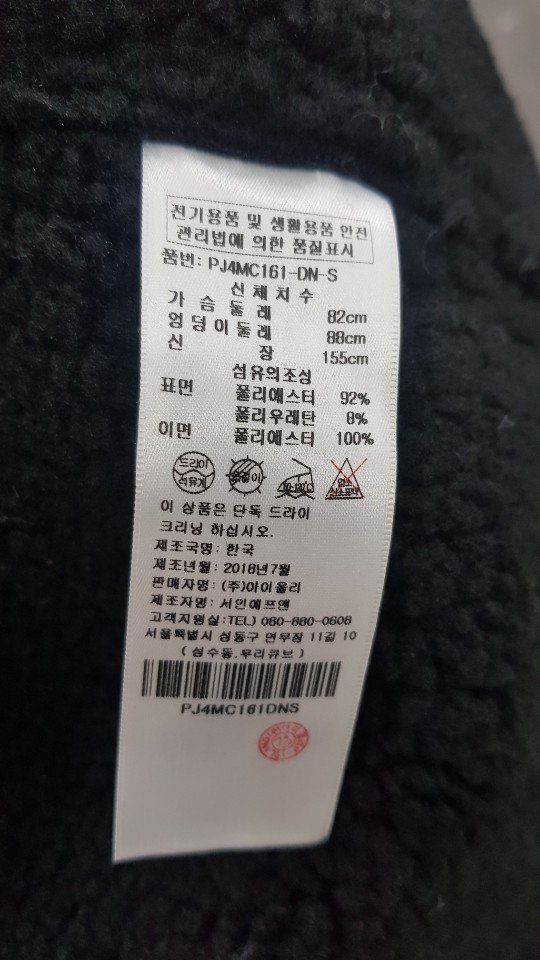 전기용품 및 생활용품 안전
관리법에 의한 품질표시
품번: PJ4MC161-DN-S
신체치수
가슴둘레 82cm
엉덩이둘레 88cm
신장 155cm
섬유의조성
표면 폴리에스터 92%
폴리우레탄 8%
이면 폴리에스터 100%
드라이
석유계
이 상품은 단독 드라이
크리닝 하십시오.
제조국명: 한국
제조년월: 2018년7월
판매자명: (주)아이올리
제조자명: 서인에프앤
고객지원실:TEL) 080-880-0608
서울특별시 성동구 연무장 11길 10
(성수동,우리큐브)
PJ4MC161DNS